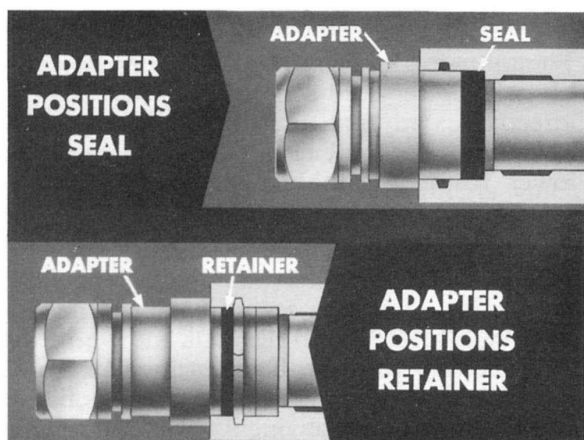 ADAPTER
POSITIONS
SEAL
ADAPTER
SEAL
ADAPTER
RETAINER
ADAPTER
POSITIONS
RETAINER